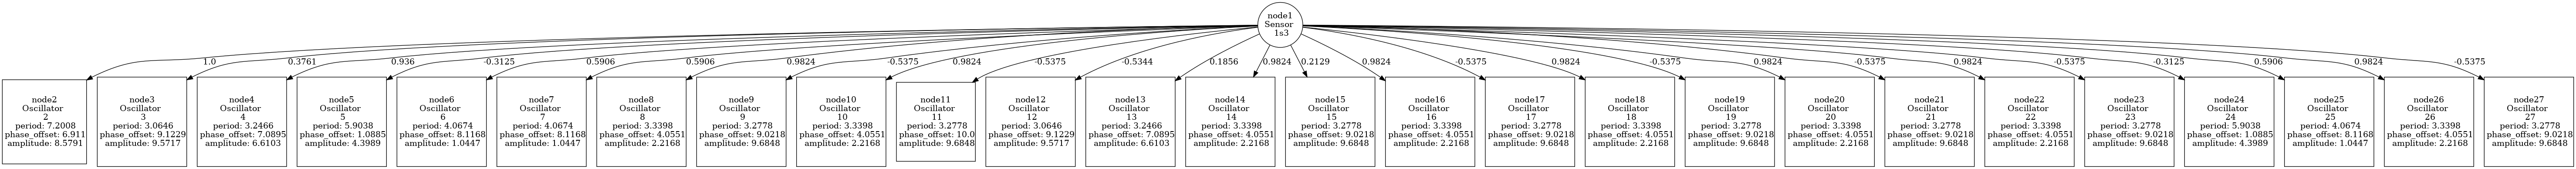 node1
Sensor
1s3
1.0
0.3761
0.936
-0.3125
0.5906
0.5906
0.9824
-0.5375
0.9824
-0.5375
-0.5344
0.1856
0.9824
0.2129
0.9824
-0.5375
0.9824
-0.5375
0.9824
-0.5375
0.9824
-0.5375
-0.3125
0.5906
0.9824
-0.5375
node2
Oscillator
2
period: 7.2008
phase_offset: 6.911
amplitude: 8.5791
node3
Oscillator
3
period: 3.0646
phase_offset: 9.1229
amplitude: 9.5717
node4
Oscillator
4
period: 3.2466
phase_offset: 7.0895
amplitude: 6.6103
node5
Oscillator
5
period: 5.9038
phase_offset: 1.0885
amplitude: 4.3989
node6
Oscillator
6
period: 4.0674
phase_offset: 8.1168
amplitude: 1.0447
node7
Oscillator
7
period: 4.0674
phase_offset: 8.1168
amplitude: 1.0447
node8
Oscillator
8
period: 3.3398
phase_offset: 4.0551
amplitude: 2.2168
node9
Oscillator
9
period: 3.2778
phase_offset: 9.0218
amplitude: 9.6848
node10
Oscillator
10
period: 3.3398
phase_offset: 4.0551
amplitude: 2.2168
node11
Oscillator
11
period: 3.2778
phase_offset: 10.0
amplitude: 9.6848
node12
Oscillator
12
period: 3.0646
phase_offset: 9.1229
amplitude: 9.5717
node13
Oscillator
13
period: 3.2466
phase_offset: 7.0895
amplitude: 6.6103
node14
Oscillator
14
period: 3.3398
phase_offset: 4.0551
amplitude: 2.2168
node15
Oscillator
15
period: 3.2778
phase_offset: 9.0218
amplitude: 9.6848
node16
Oscillator
16
period: 3.3398
phase_offset: 4.0551
amplitude: 2.2168
node17
Oscillator
17
period: 3.2778
phase_offset: 9.0218
amplitude: 9.6848
node18
Oscillator
18
period: 3.3398
phase_offset: 4.0551
amplitude: 2.2168
node19
Oscillator
19
period: 3.2778
phase_offset: 9.0218
amplitude: 9.6848
node20
Oscillator
20
period: 3.3398
phase_offset: 4.0551
amplitude: 2.2168
node21
Oscillator
21
period: 3.2778
phase_offset: 9.0218
amplitude: 9.6848
node22
Oscillator
22
period: 3.3398
phase_offset: 4.0551
amplitude: 2.2168
node23
Oscillator
23
period: 3.2778
phase_offset: 9.0218
amplitude: 9.6848
node24
Oscillator
24
period: 5.9038
phase_offset: 1.0885
amplitude: 4.3989
node25
Oscillator
25
period: 4.0674
phase_offset: 8.1168
amplitude: 1.0447
node26
Oscillator
26
period: 3.3398
phase_offset: 4.0551
amplitude: 2.2168
node27
Oscillator
27
period: 3.2778
phase_offset: 9.0218
amplitude: 9.6848